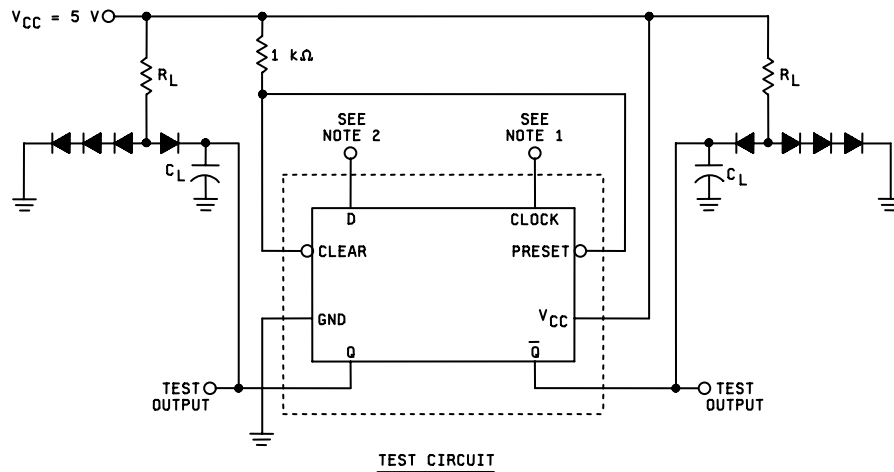 VCC = 5 V
1 kΩ
RL
RL
SEE
NOTE 2
SEE
NOTE 1
CL
CL
D
CLOCK
CLEAR
PRESET
GND
VCC
Q
Q̅
TEST
OUTPUT
TEST
OUTPUT
TEST CIRCUIT